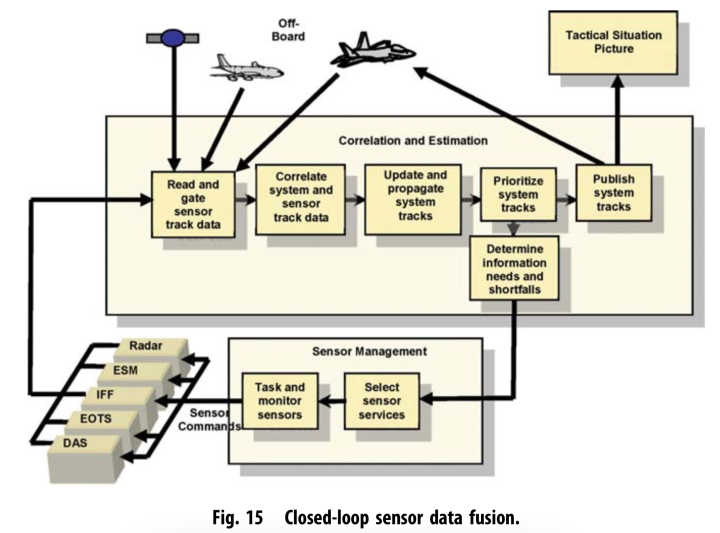 Off-
Board
Tactical Situation
Picture
Correlation and Estimation
Read and
gate
sensor
track data
Correlate
system and
sensor
track data
Update and
propagate
system
tracks
Prioritize
system
tracks
Publish
system
tracks
Determine
information
needs and
shortfalls
Radar
ESM
IFF
EOTS
DAS
Sensor
Commands
Sensor Management
Task and
monitor
sensors
Select
sensor
services
Fig. 15 Closed-loop sensor data fusion.